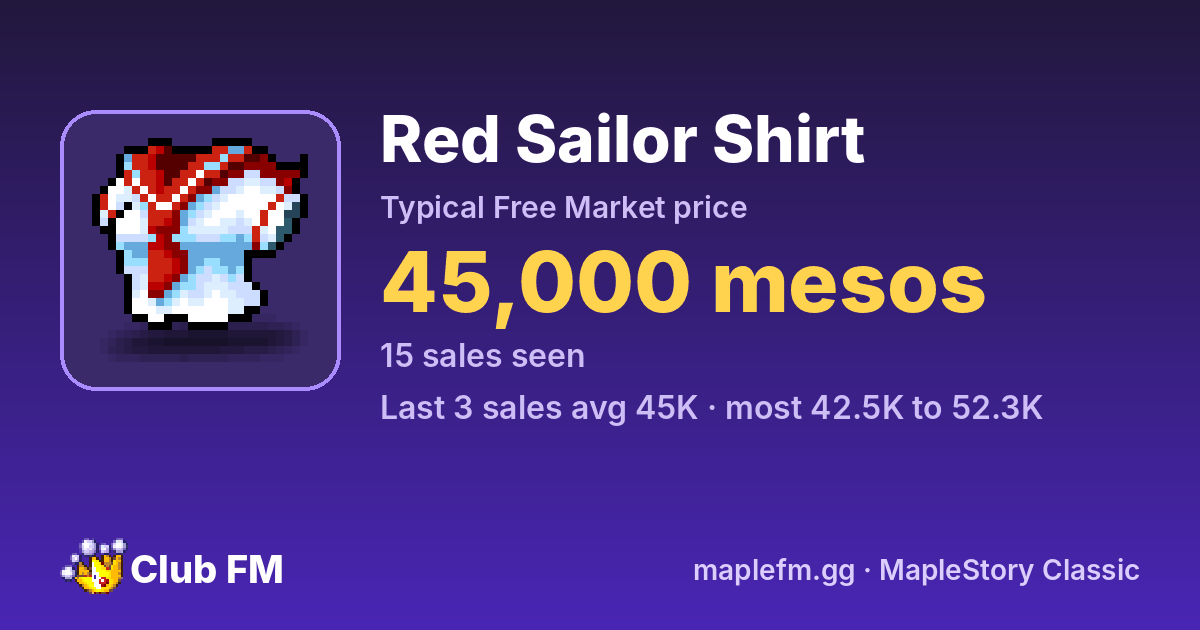 Red Sailor Shirt
Typical Free Market price
45,000 mesos
15 sales seen
Last 3 sales avg 45K · most 42.5K to 52.3K
Club FM
maplefm.gg · MapleStory Classic